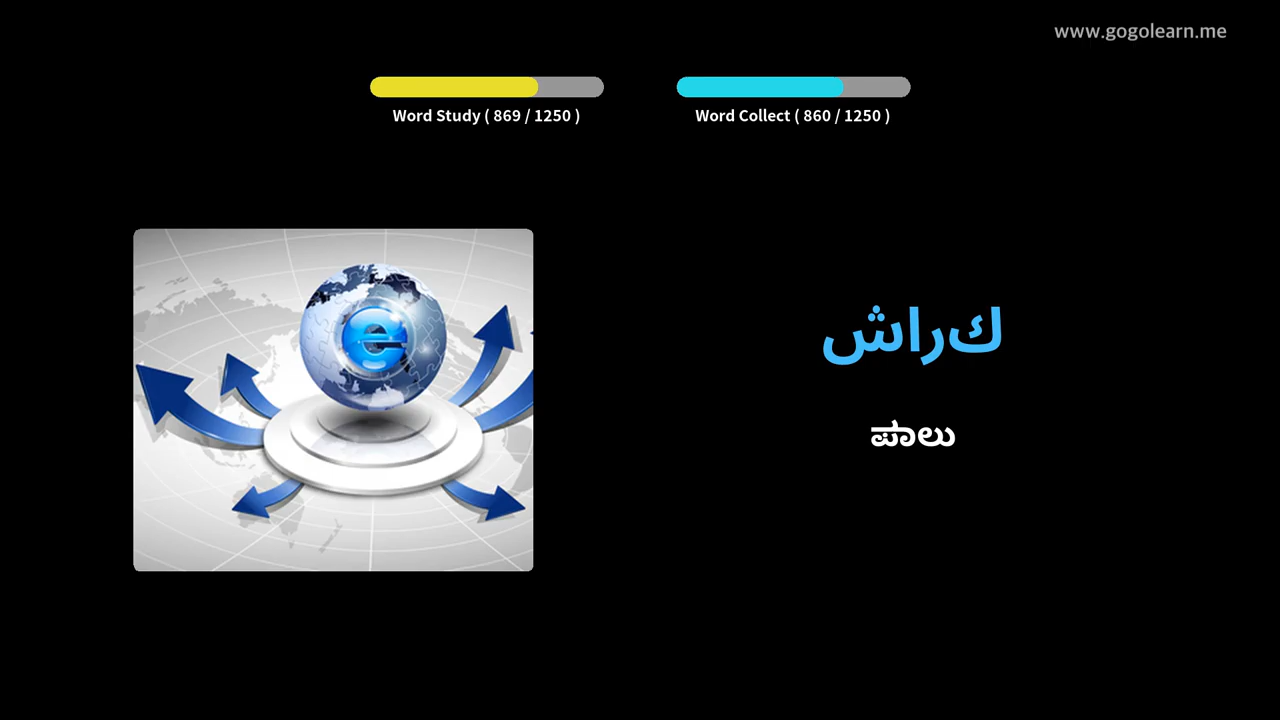 www.gogolearn.me
Word Study ( 869 / 1250 )
Word Collect ( 860 / 1250 )
كراش
ಪಾಲು
e